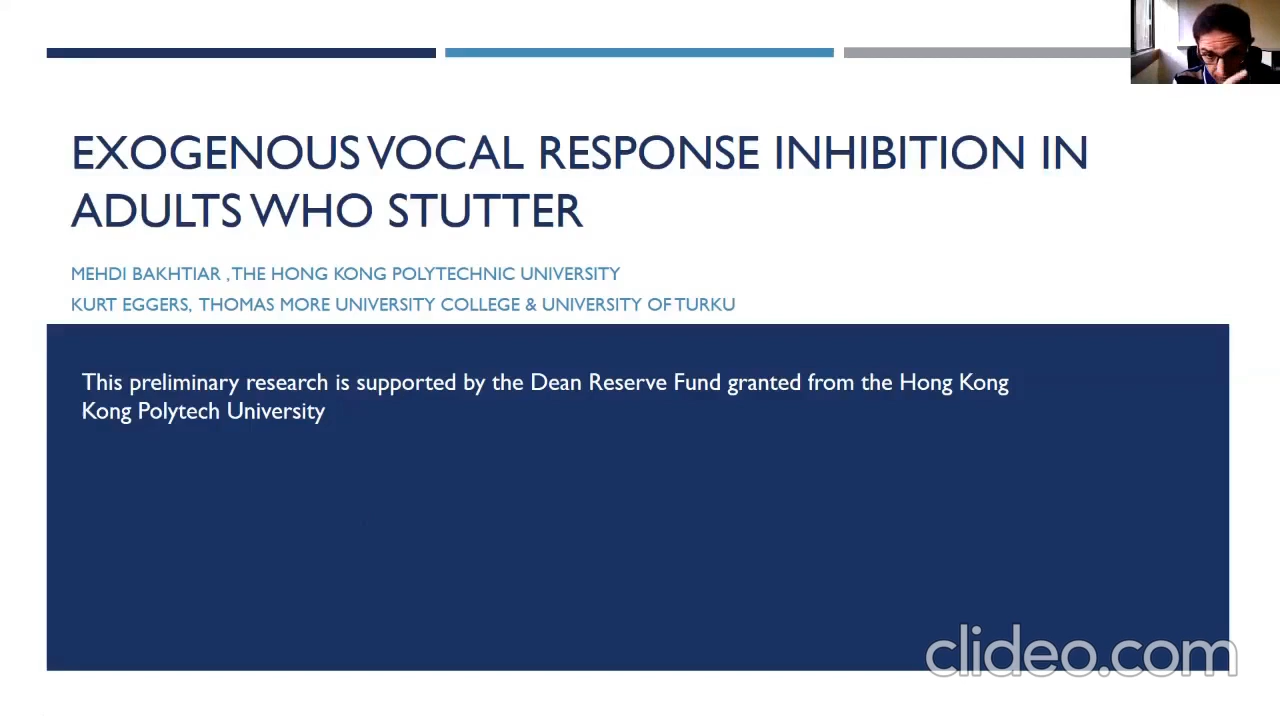 EXOGENOUS VOCAL RESPONSE INHIBITION IN
ADULTS WHO STUTTER
MEHDI BAKHTIAR , THE HONG KONG POLYTECHNIC UNIVERSITY
KURT EGGERS, THOMAS MORE UNIVERSITY COLLEGE & UNIVERSITY OF TURKU
This preliminary research is supported by the Dean Reserve Fund granted from the Hong Kong
Kong Polytech University
clideo.com